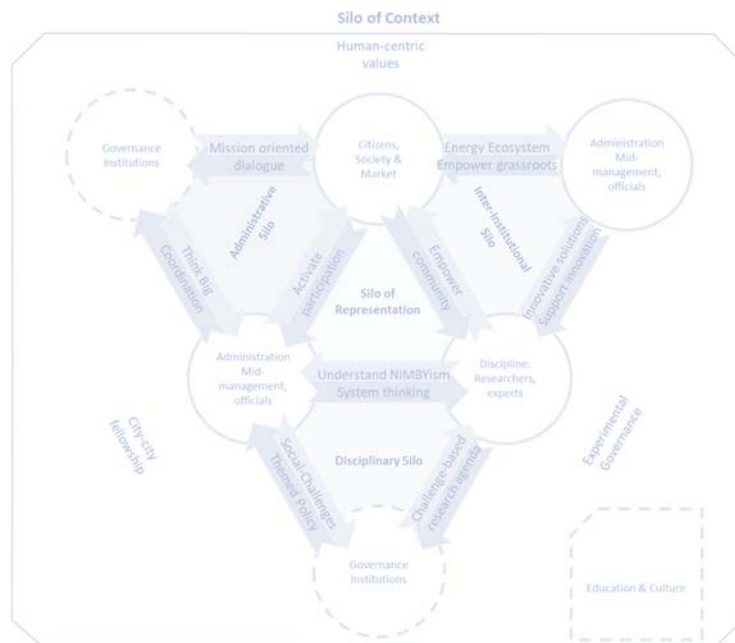 Silo of Context
Human-centric
values
Governance
Institutions
Mission oriented
dialogue
Citizens,
Society &
Market
Energy Ecosystem
Empower grassroots
Administration
Mid-
management,
officials
Administrative
Silo
Inter-Institutional
Silo
Think Big
Coordination
Activate
participation
Empower
community
Innovative solutions
Support innovation
Silo of
Representation
Administration
Mid-
management,
officials
Understand NIMBYism
System thinking
Discipline:
Researchers,
experts
City-city
fellowship
Experimental
Governance
Disciplinary Silo
Social-Challenges
Themed Policy
Challenge-based
research agenda
Governance
Institutions
Education & Culture